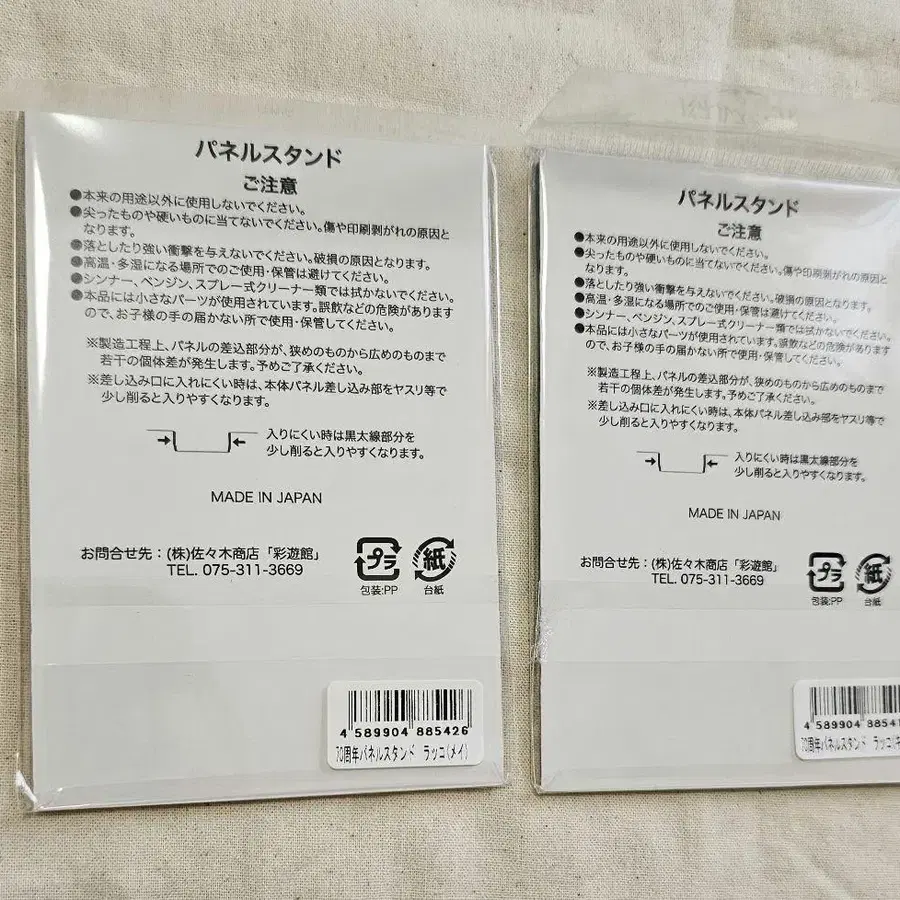 パネルスタンド
ご注意
●本来の用途以外に使用しないでください。
●尖ったものや硬いものに当てないでください。傷や印刷剥がれの原因と
なります。
●落としたり強い衝撃を与えないでください。破損の原因となります。
●高温・多湿になる場所でのご使用・保管は避けてください。
●シンナー、ベンジン、スプレー式クリーナー類では拭かないでください。
●本品には小さなパーツが使用されています。誤飲などの危険があります
ので、お子様の手の届かない所で使用・保管してください。
※製造工程上、パネルの差込部分が、狭めのものから広めのものまで
若干の個体差が発生します。予めご了承ください。
※差し込み口に入れにくい時は、本体パネル差し込み部をヤスリ等で
少し削ると入りやすくなります。
入りにくい時は黒太線部分を
少し削ると入りやすくなります。
MADE IN JAPAN
お問合せ先：(株)佐々木商店「彩遊館」
TEL. 075-311-3669
プラ
包装:PP
紙
台紙
4 589904 885426
70周年パネルスタンド ラッコ(メイ)
パネルスタンド
ご注意
●本来の用途以外に使用しないでください。
●尖ったものや硬いものに当てないでください。傷や印刷剥がれの原因と
なります。
●落としたり強い衝撃を与えないでください。破損の原因となります。
●高温・多湿になる場所でのご使用・保管は避けてください。
●シンナー、ベンジン、スプレー式クリーナー類では拭かないでください。
●本品には小さなパーツが使用されています。誤飲などの危険があります
ので、お子様の手の届かない所で使用・保管してください。
※製造工程上、パネルの差込部分が、狭めのものから広めのものまで
若干の個体差が発生します。予めご了承ください。
※差し込み口に入れにくい時は、本体パネル差し込み部をヤスリ等で
少し削ると入りやすくなります。
入りにくい時は黒太線部分を
少し削ると入りやすくなります。
MADE IN JAPAN
お問合せ先：(株)佐々木商店「彩遊館」
TEL. 075-311-3669
プラ
包装:PP
紙
台紙
4 589904 8854
70周年パネルスタンド ラッコ(キ